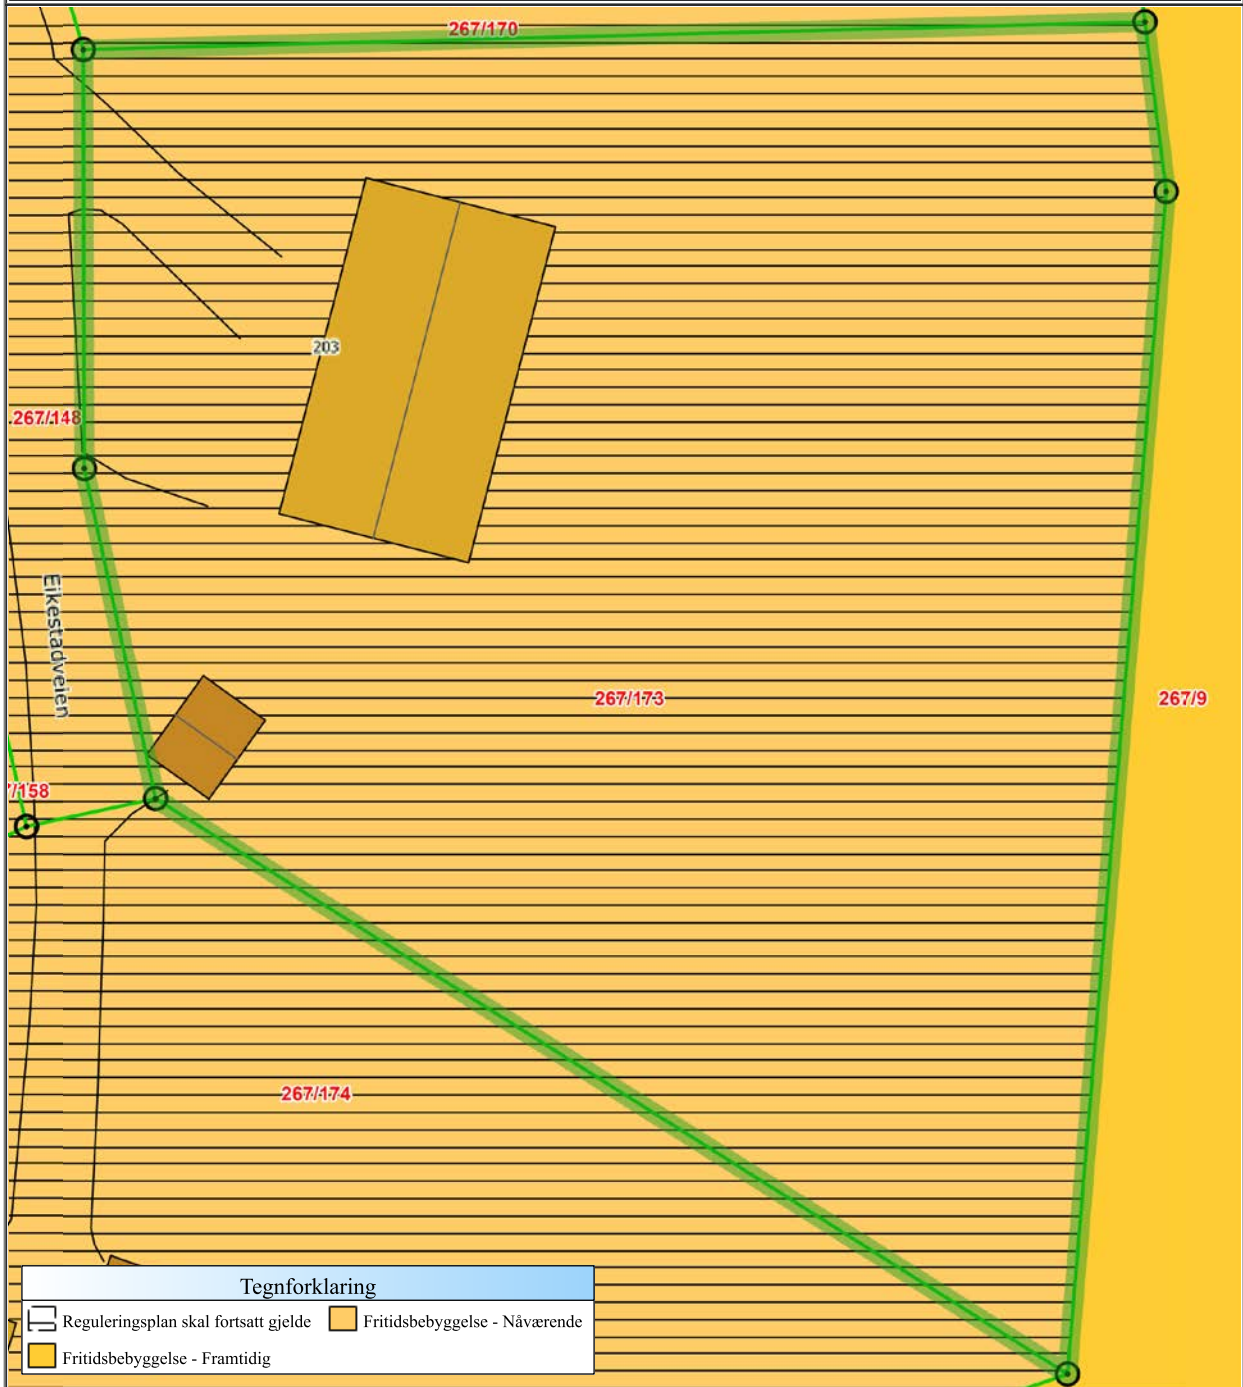 267/170
203
267/148
Eikestadveien
267/173
267/9
7/158
267/174
Tegnforklaring
Reguleringsplan skal fortsatt gjelde
Fritidsbebyggelse - Nåværende
Fritidsbebyggelse - Framtidig